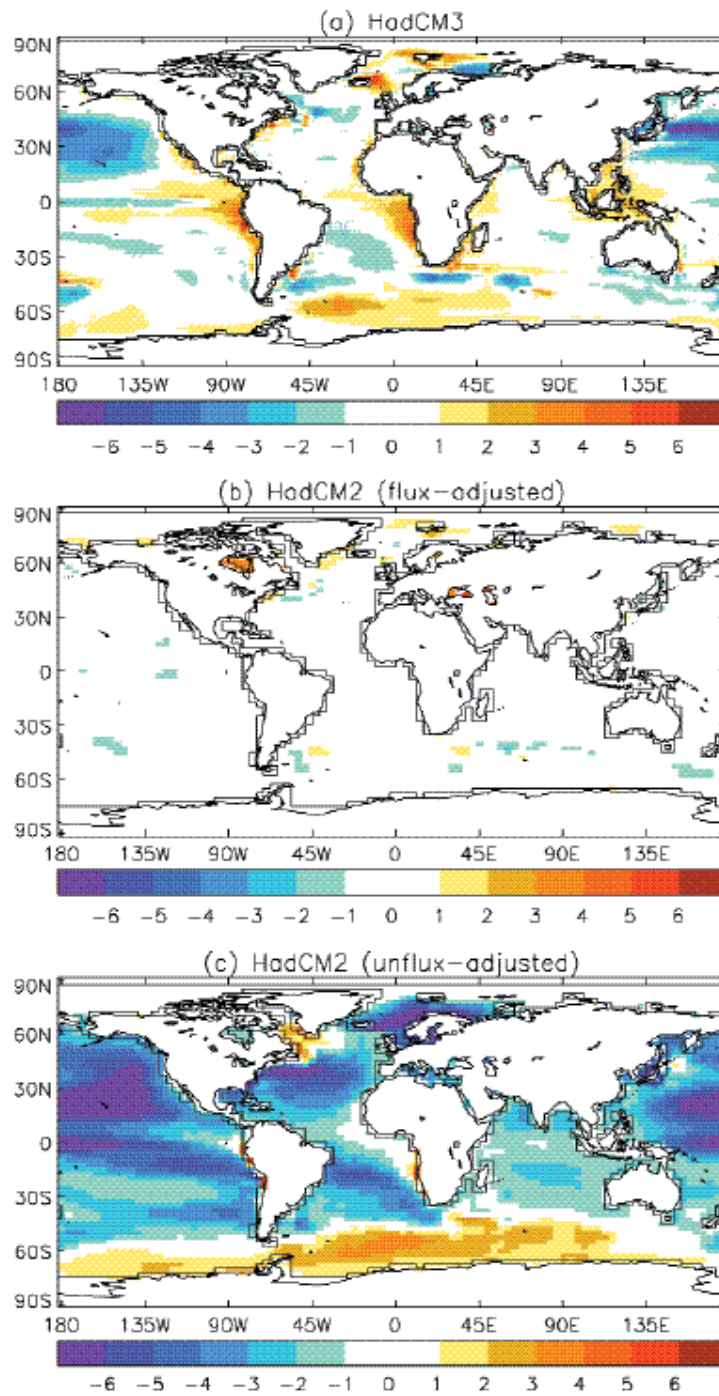 (a) HadCM3
90N
60N
30N
0
30S
60S
90S
180 135W 90W 45W 0 45E 90E 135E
-6 -5 -4 -3 -2 -1 0 1 2 3 4 5 6
(b) HadCM2 (flux-adjusted)
90N
60N
30N
0
30S
60S
90S
180 135W 90W 45W 0 45E 90E 135E
-6 -5 -4 -3 -2 -1 0 1 2 3 4 5 6
(c) HadCM2 (unflux-adjusted)
90N
60N
30N
0
30S
60S
90S
180 135W 90W 45W 0 45E 90E 135E
-6 -5 -4 -3 -2 -1 0 1 2 3 4 5 6